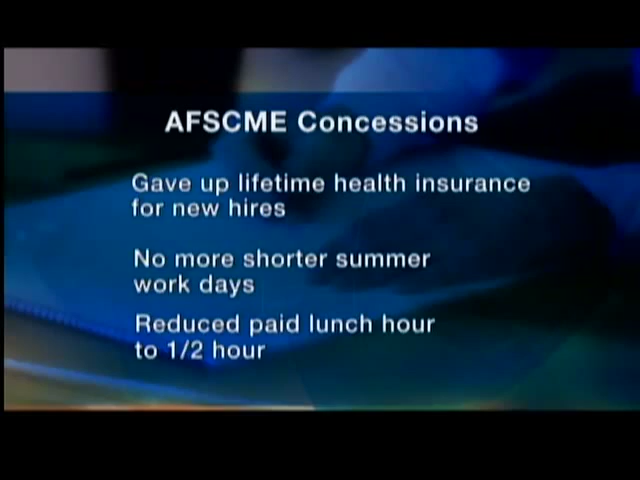 AFSCME Concessions
Gave up lifetime health insurance
for new hires
No more shorter summer
work days
Reduced paid lunch hour
to 1/2 hour